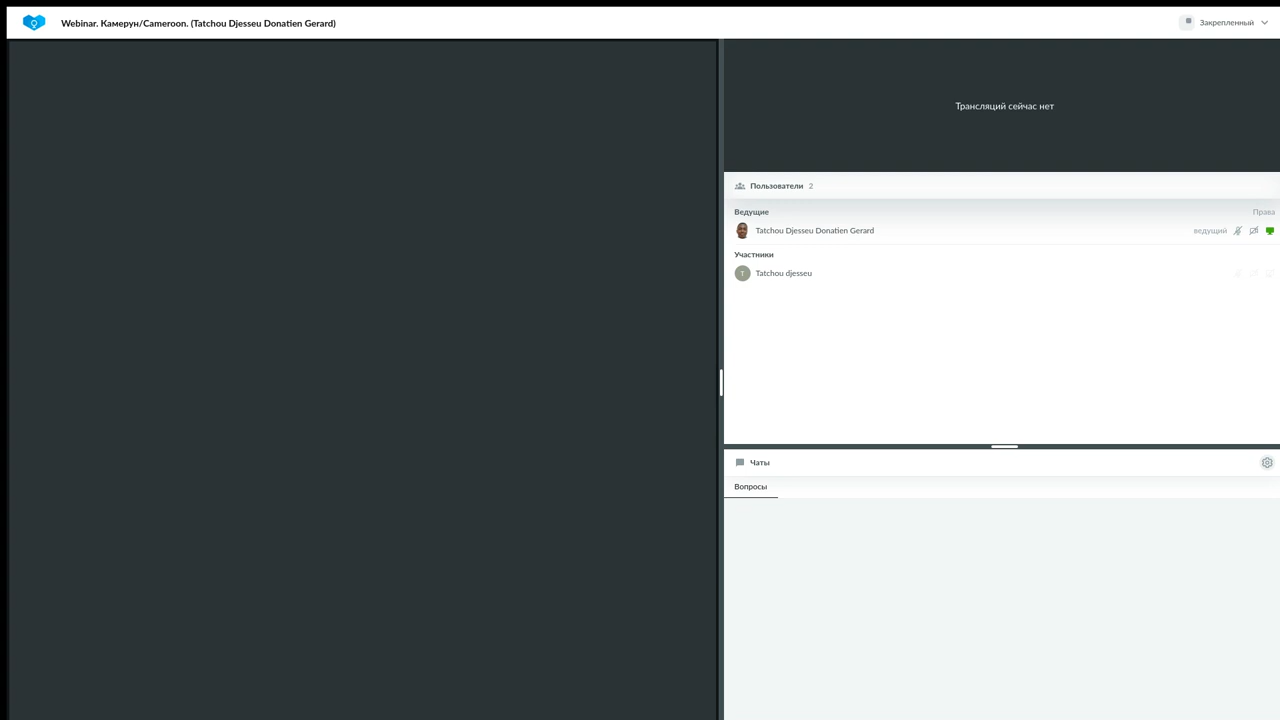 Webinar. Камерун/Cameroon. (Tatchou Djesseu Donatien Gerard)
Закрепленный
Трансляций сейчас нет
Пользователи 2
Ведущие Права
Tatchou Djesseu Donatien Gerard ведущий
Участники
T Tatchou djesseu
Чаты
Вопросы